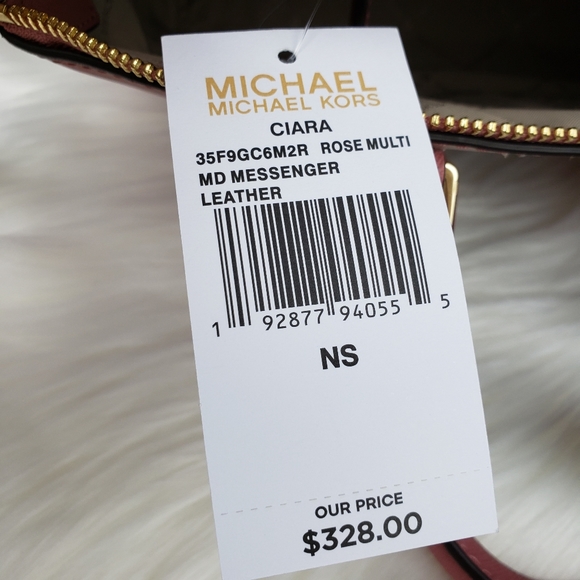 MICHAEL
MICHAEL KORS
CIARA
35F9GC6M2R ROSE MULTI
MD MESSENGER
LEATHER
1 92877 94055 5
NS
OUR PRICE
$328.00